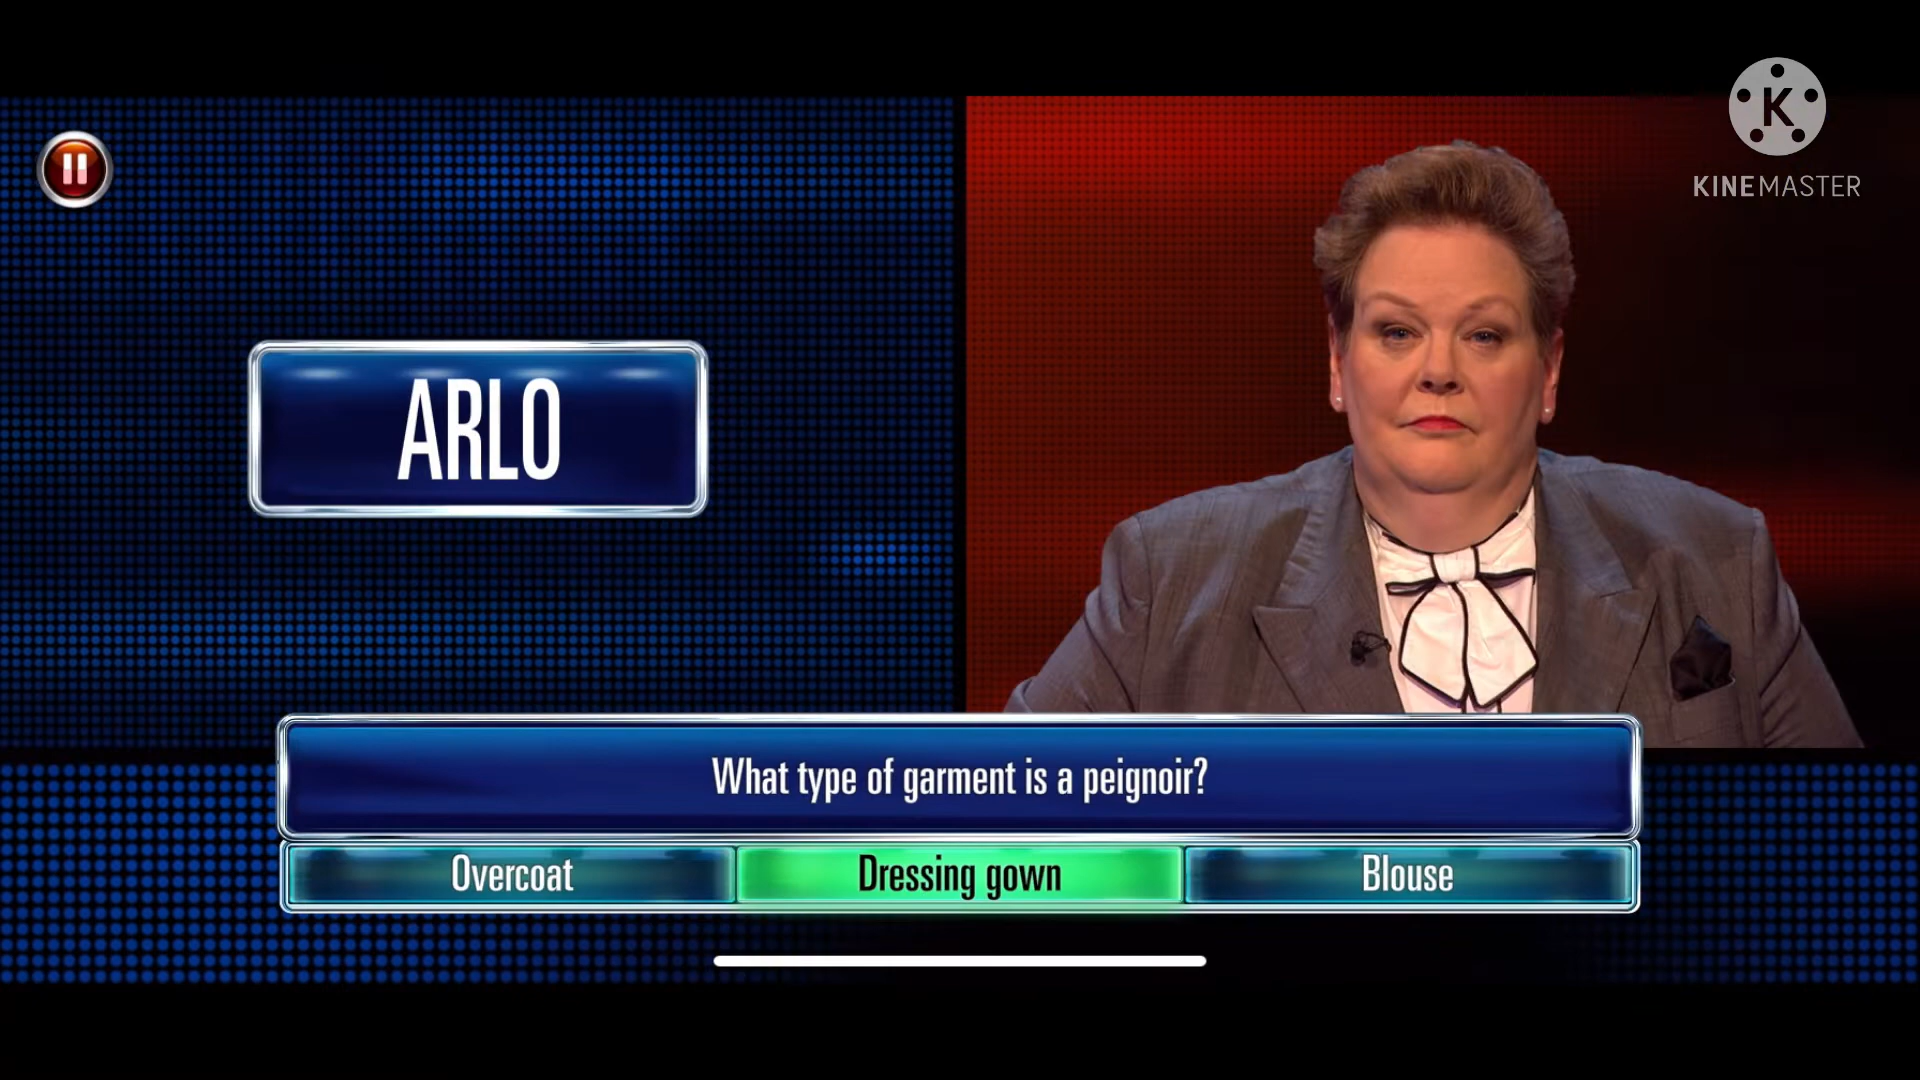 K
KINEMASTER
ARLO
What type of garment is a peignoir?
Overcoat
Dressing gown
Blouse